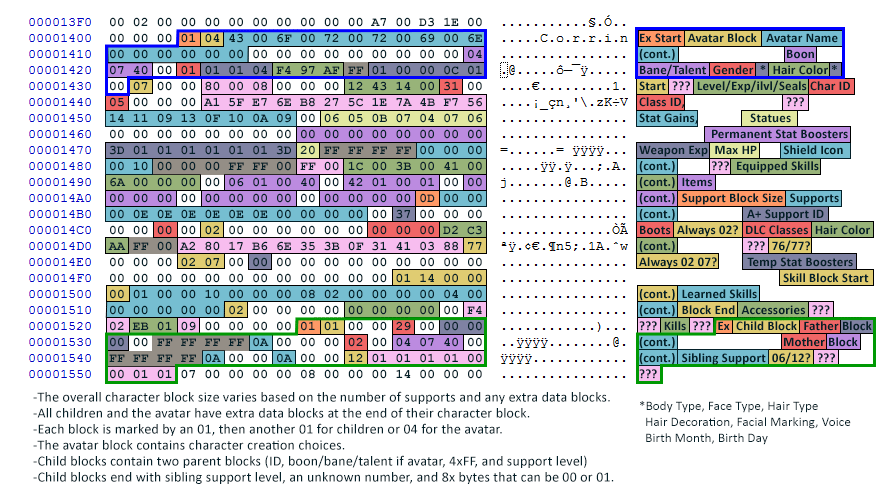 000013F0 00 02 00 00 00 00 00 00 00 00 00 A7 00 D3 1E 00 ...........§.Ó..
00001400 00 00 00 01 04 43 00 6F 00 72 00 72 00 69 00 6E .....C.o.r.r.i.n Ex Start Avatar Block Avatar Name
00001410 00 00 00 00 00 00 00 00 00 00 00 00 00 00 00 04 ................ (cont.) Boon
00001420 07 40 00 01 01 01 04 F4 97 AF FF 01 00 00 0C 01 .@.....ô—¯ÿ..... Bane/Talent Gender * Hair Color *
00001430 00 07 00 00 80 00 08 00 00 00 12 43 14 00 31 00 ....€......C..1. Start ??? Level/Exp/ilvl/Seals Char ID
00001440 05 00 00 00 A1 5F E7 6E B8 27 5C 1E 7A 4B F7 56 ....¡_çn¸'\.zK÷V Class ID, ???
00001450 14 11 09 13 0F 10 0A 09 00 06 05 0B 07 04 07 06 ................ Stat Gains, Statues
00001460 00 00 00 00 00 00 00 00 00 00 00 00 00 00 00 00 ................ Permanent Stat Boosters
00001470 3D 01 01 01 01 01 01 3D 20 FF FF FF FF 00 00 00 =......= ÿÿÿÿ... Weapon Exp Max HP Shield Icon
00001480 00 10 00 00 00 FF FF 00 FF 00 1C 00 3B 00 41 00 .....ÿÿ.ÿ...;.A. (cont.) ??? Equipped Skills
00001490 6A 00 00 00 00 06 01 00 40 00 42 01 00 01 00 00 j.......@.B..... (cont.) Items
000014A0 00 00 00 00 00 00 00 00 00 00 00 00 00 0D 00 00 ................ (cont.) Support Block Size Supports
000014B0 00 0E 0E 0E 0E 0E 00 00 00 00 00 00 37 00 00 00 (cont.) A+ Support ID
000014C0 00 00 00 00 02 00 00 00 00 00 00 00 00 00 D2 C3 ..............ÒÃ Boots Always 02? DLC Classes Hair Color
000014D0 AA FF 00 A2 80 17 B6 6E 35 3B 0F 31 41 03 88 77 ªÿ.¢€.¶n5;.1A.ˆw (cont.) ??? 76/77?
000014E0 00 00 00 02 07 00 00 00 00 00 00 00 00 00 00 00 ................ Always 02 07? Temp Stat Boosters
000014F0 00 00 00 00 00 00 00 00 00 00 00 00 01 14 00 00 ................ Skill Block Start
00001500 00 01 00 00 10 00 00 00 08 02 00 00 00 00 04 00 ................ (cont.) Learned Skills
00001510 00 00 00 00 00 02 00 00 00 00 00 00 00 00 00 F4 (cont.) Block End Accessories ???
00001520 02 EB 01 09 00 00 00 00 01 01 00 00 29 00 00 00 ??? Kills ??? Ex Child Block Father Block
00001530 00 00 FF FF FF FF 0A 00 00 00 02 00 04 07 40 00 ..ÿÿÿÿ........@. (cont.) Mother Block
00001540 FF FF FF FF 0A 00 00 0A 00 00 12 01 01 01 01 00 ÿÿÿÿ............ (cont.) Sibling Support 06/12? ???
00001550 00 01 01 00 00 00 00 00 08 00 00 00 14 00 00 00 ................ ???
-The overall character block size varies based on the number of supports and any extra data blocks.
-All children and the avatar have extra data blocks at the end of their character block.
-Each block is marked by an 01, then another 01 for children or 04 for the avatar.
-The avatar block contains character creation choices.
-Child blocks contain two parent blocks (ID, boon/bane/talent if avatar, 4xFF, and support level)
-Child blocks end with sibling support level, an unknown number, and 8x bytes that can be 00 or 01.
*Body Type, Face Type, Hair Type
Hair Decoration, Facial Marking, Voice
Birth Month, Birth Day